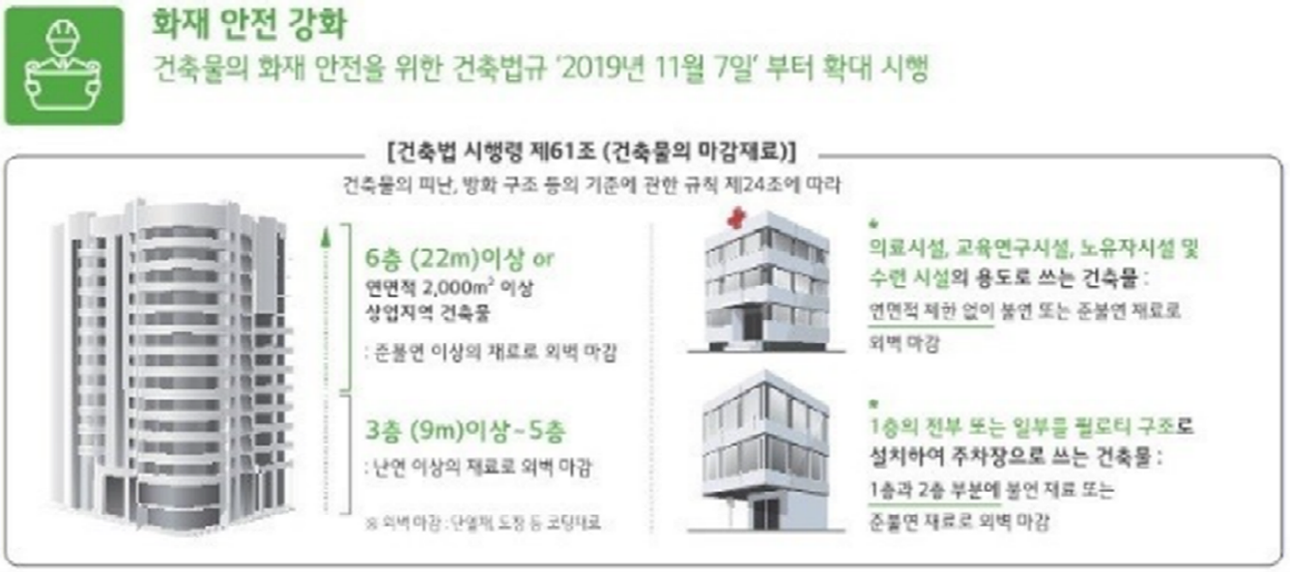 화재 안전 강화
건축물의 화재 안전을 위한 건축법규 ‘2019년 11월 7일’ 부터 확대 시행
[건축법 시행령 제61조 (건축물의 마감재료)]
건축물의 피난, 방화 구조 등의 기준에 관한 규칙 제24조에 따라
6층 (22m)이상 or
연면적 2,000m² 이상
상업지역 건축물
: 준불연 이상의 재료로 외벽 마감
3층 (9m)이상~5층
: 난연 이상의 재료로 외벽 마감
※ 외벽 마감 : 단열재, 도장 등 코팅재료
*
의료시설, 교육연구시설, 노유자시설 및
수련 시설의 용도로 쓰는 건축물 :
연면적 제한 없이 불연 또는 준불연 재료로
외벽 마감
*
1층의 전부 또는 일부를 필로티 구조로
설치하여 주차장으로 쓰는 건축물 :
1층과 2층 부분에 불연 재료 또는
준불연 재료로 외벽 마감